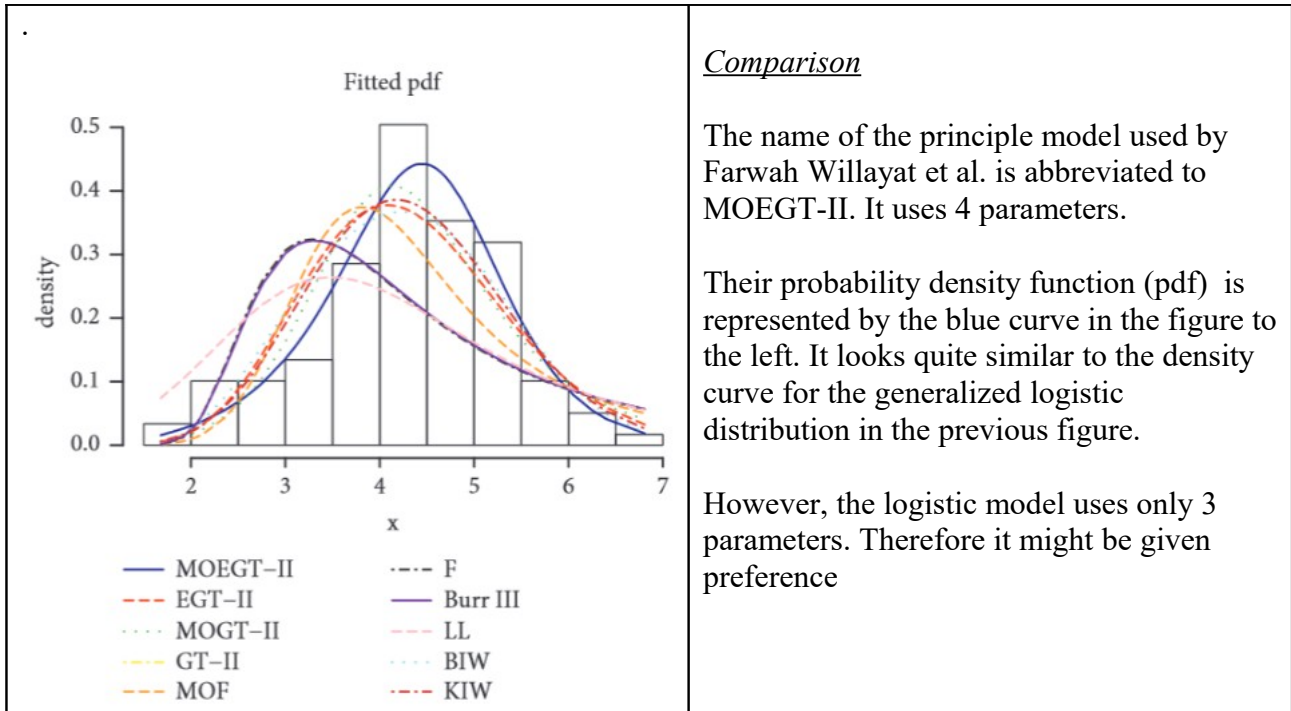 .
Fitted pdf
0.5
0.4
0.3
0.2
0.1
0.0
density
2 3 4 5 6 7
x
MOEGT–II
EGT–II
MOGT–II
GT–II
MOF
F
Burr III
LL
BIW
KIW
Comparison
The name of the principle model used by
Farwah Willayat et al. is abbreviated to
MOEGT-II. It uses 4 parameters.
Their probability density function (pdf) is
represented by the blue curve in the figure to
the left. It looks quite similar to the density
curve for the generalized logistic
distribution in the previous figure.
However, the logistic model uses only 3
parameters. Therefore it might be given
preference